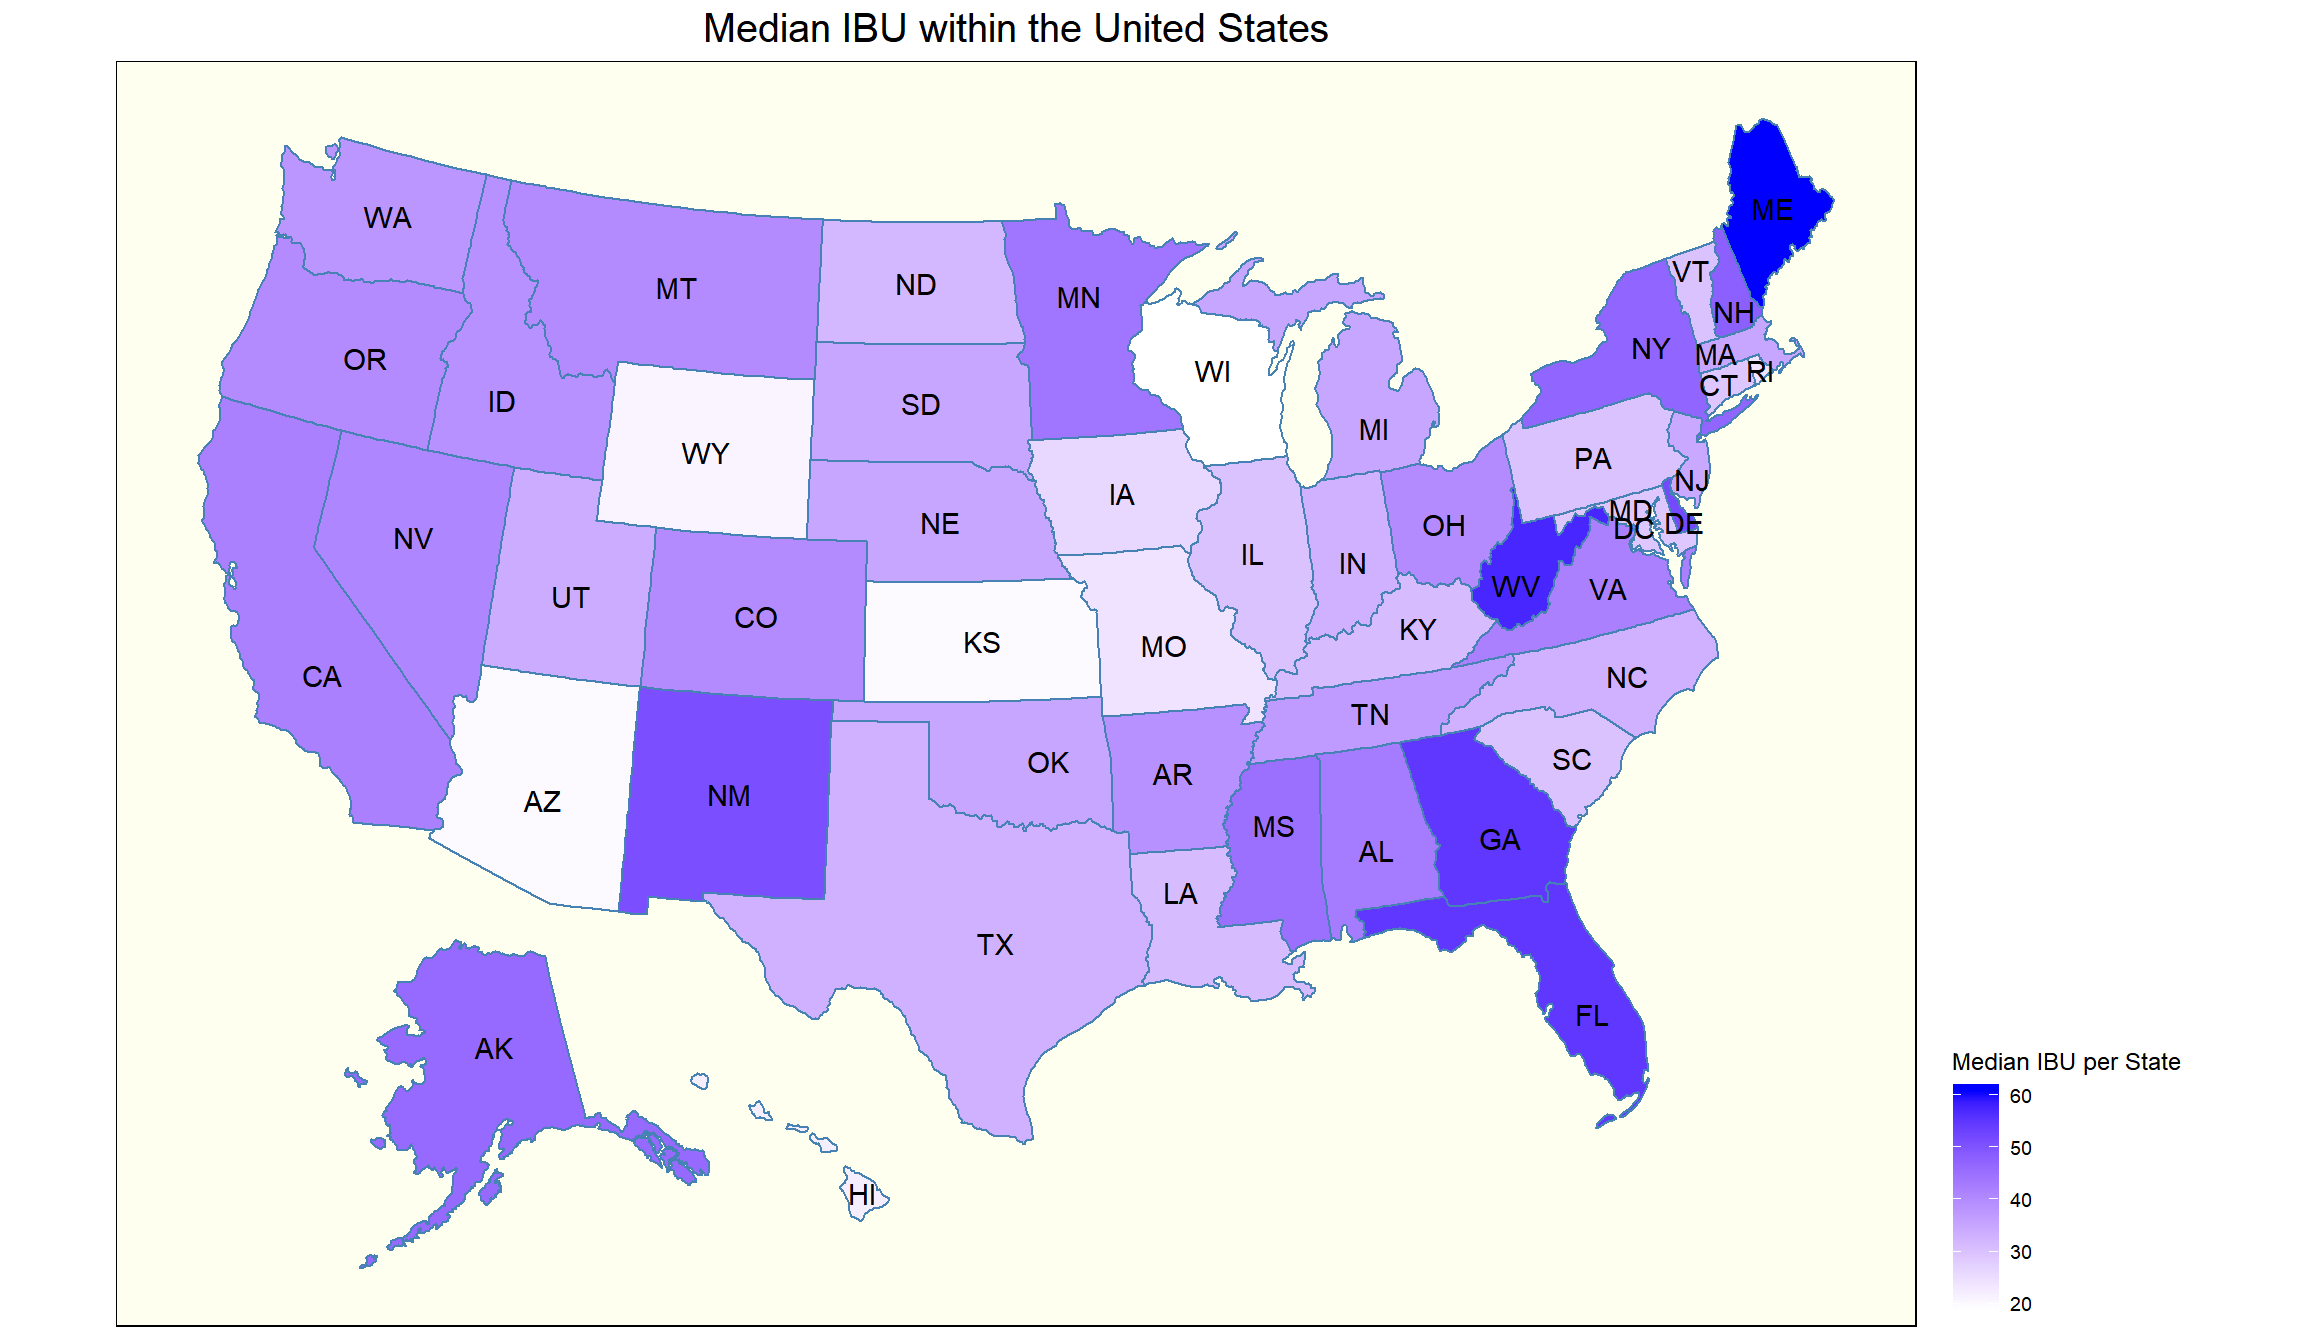 Median IBU within the United States
ME
WA
VT
MT
ND
MN
NH
NY
MA
OR
WI
RI
CT
ID
SD
MI
WY
PA
NJ
IA
NE
MD
DE
OH
DC
NV
IL
IN
WV
VA
UT
CO
KY
KS
MO
CA
NC
TN
SC
OK
AR
NM
AZ
MS
GA
AL
LA
TX
FL
AK
HI
Median IBU per State
60
50
40
30
20